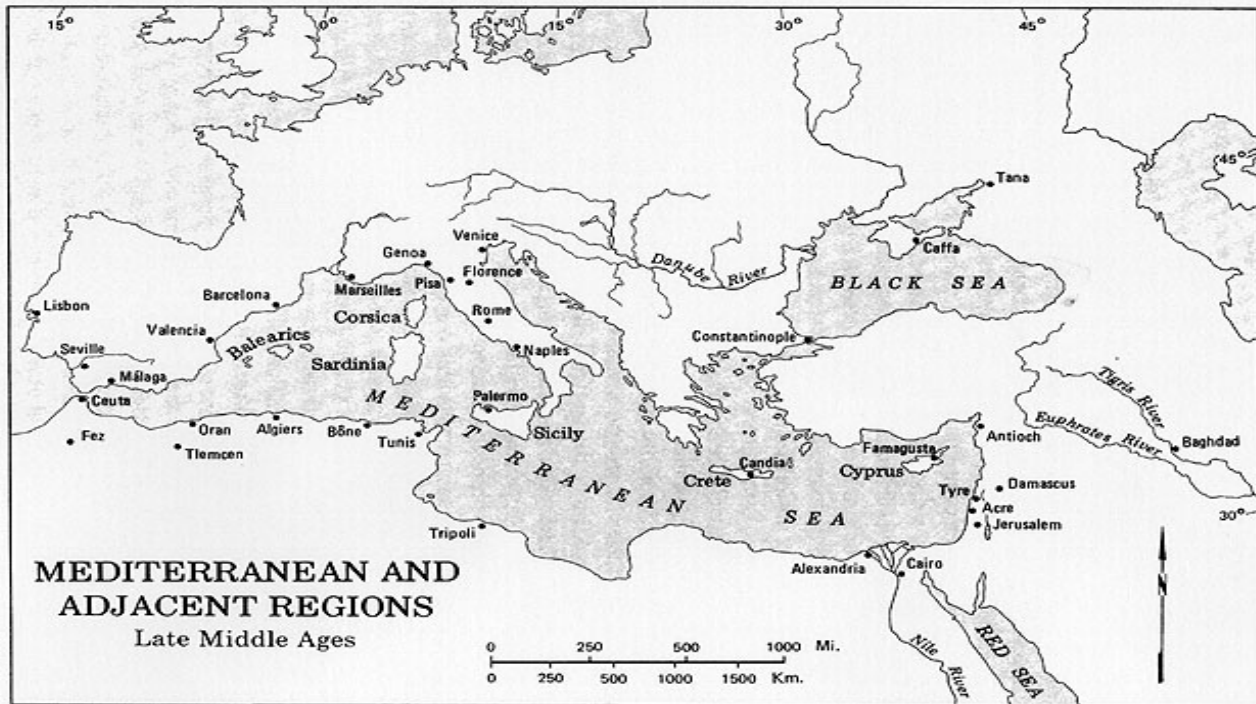 15°
0°
15°
30°
45°
45°
Tana
Caffa
Venice
Genoa
Danube River
BLACK SEA
Florence
Pisa
Marseilles
Barcelona
Corsica
Lisbon
Rome
Constantinople
Valencia
Balearics
Naples
Seville
Sardinia
Tigris River
Málaga
MEDITERRANEAN SEA
Ceuta
Palermo
Euphrotes River
Oran
Algiers
Bône
Tunis
Sicily
Antioch
Baghdad
Fez
Tlemcen
Famagusta
Candia
Cyprus
Crete
Damascus
Tyre
Acre
30°
Jerusalem
Tripoli
Alexandria
Cairo
N
MEDITERRANEAN AND
ADJACENT REGIONS
Late Middle Ages
0 250 500 1000 Mi.
0 250 500 1000 1500 Km.
Nile River
RED SEA